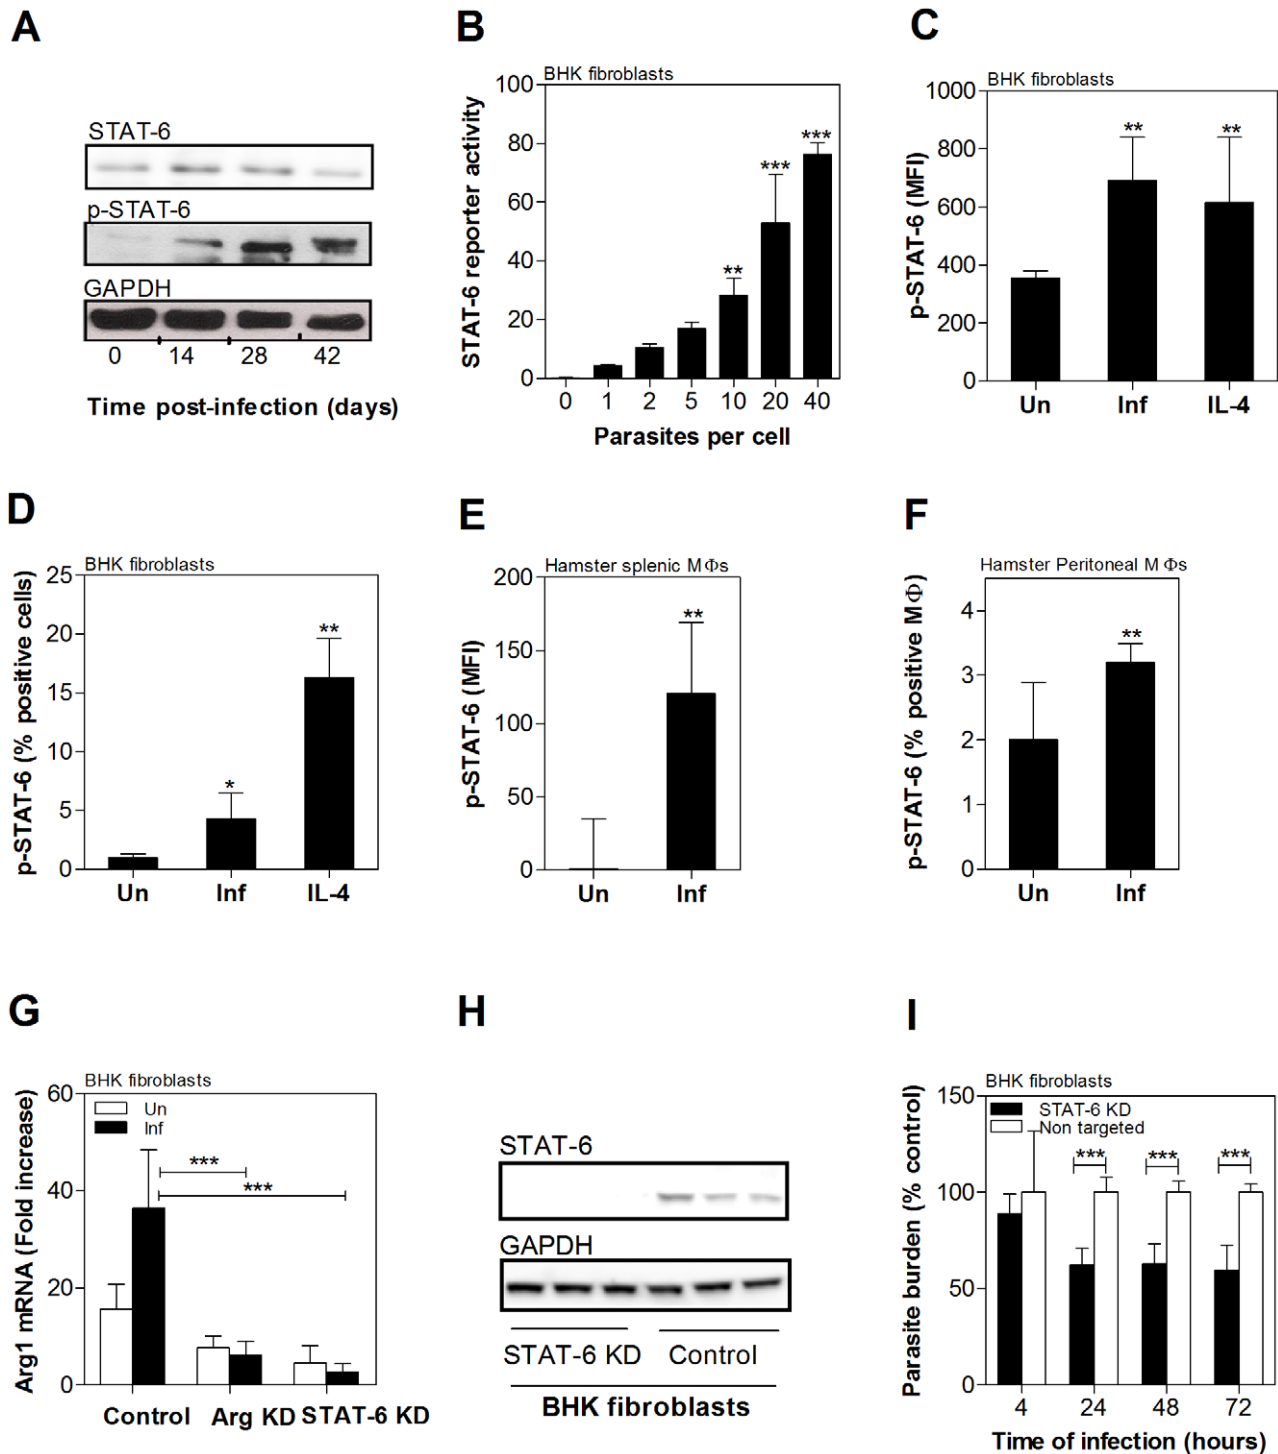 A
STAT-6
p-STAT-6
GAPDH
0 14 28 42
Time post-infection (days)
B
BHK fibroblasts
STAT-6 reporter activity
100
80
60
40
20
0
0 1 2 5 10 20 40
** *** ***
Parasites per cell
C
BHK fibroblasts
p-STAT-6 (MFI)
1000
800
600
400
200
0
** **
Un Inf IL-4
D
BHK fibroblasts
p-STAT-6 (% positive cells)
25
20
15
10
5
0
* **
Un Inf IL-4
E
Hamster splenic MΦs
p-STAT-6 (MFI)
200
150
100
50
0
**
Un Inf
F
Hamster Peritoneal MΦs
p-STAT-6 (% positive MΦ)
4
3
2
1
0
**
Un Inf
G
BHK fibroblasts
Arg1 mRNA (Fold increase)
60
40
20
0
Un
Inf
***
***
Control Arg KD STAT-6 KD
H
STAT-6
GAPDH
STAT-6 KD Control
BHK fibroblasts
I
BHK fibroblasts
Parasite burden (% control)
150
100
50
0
STAT-6 KD
Non targeted
*** *** ***
4 24 48 72
Time of infection (hours)